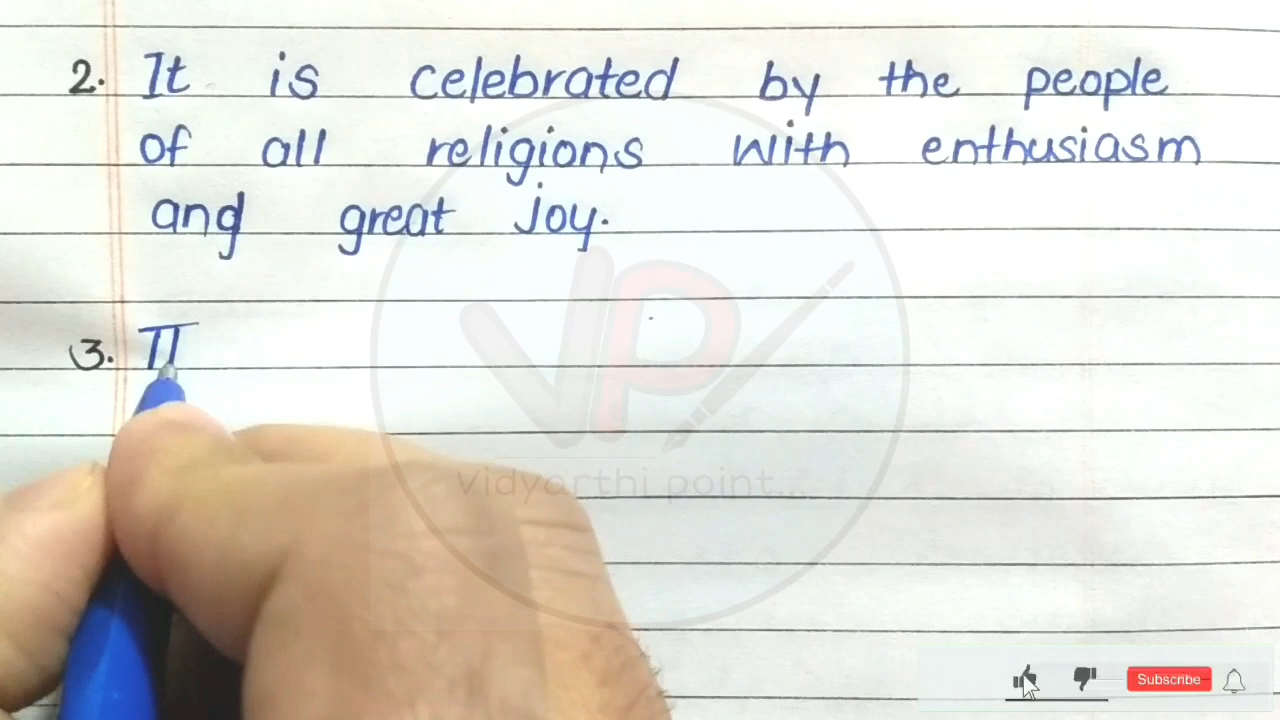 2. It is celebrated by the people
of all religions with enthusiasm
and great joy.
3.
VP
Vidyarthi point...
Subscribe